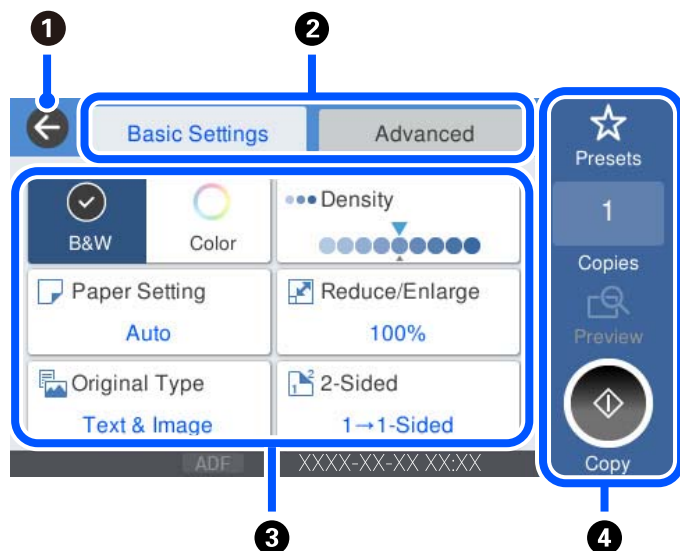 1
2
Basic Settings
Advanced
Presets
B&W
Color
Density
1
Copies
Paper Setting
Auto
Reduce/Enlarge
100%
Preview
Original Type
Text & Image
2-Sided
1→1-Sided
ADF
XXXX-XX-XX XX:XX
Copy
3
4